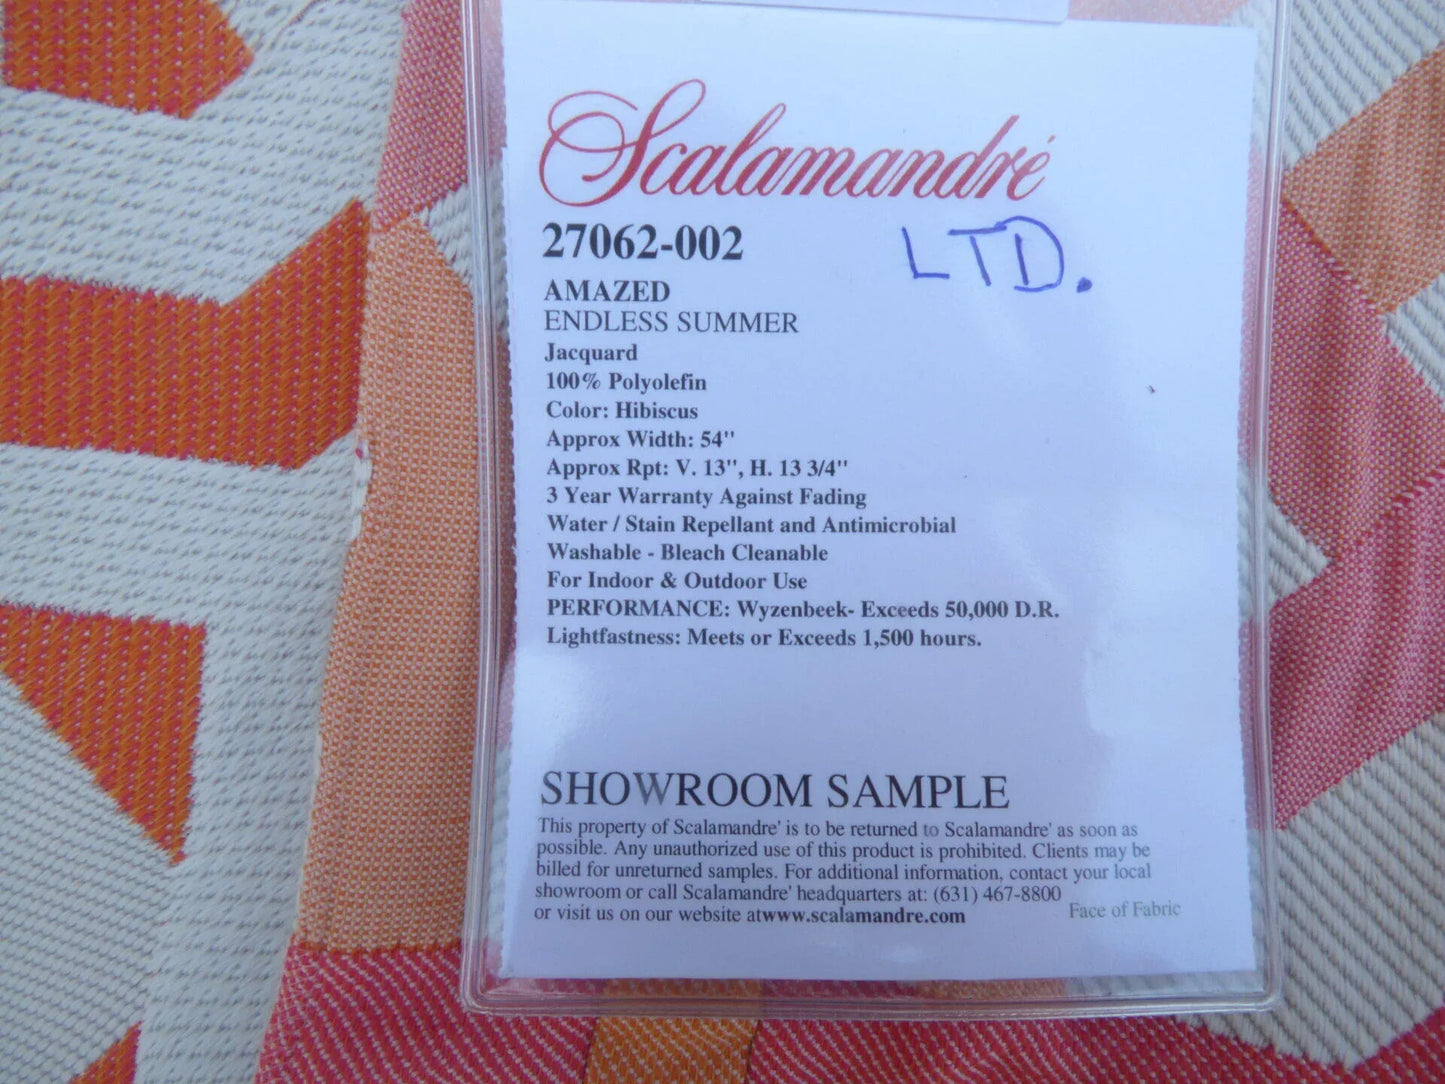 Scalamandré
27062-002
LTD.
AMAZED
ENDLESS SUMMER
Jacquard
100% Polyolefin
Color: Hibiscus
Approx Width: 54"
Approx Rpt: V. 13", H. 13 3/4"
3 Year Warranty Against Fading
Water / Stain Repellant and Antimicrobial
Washable - Bleach Cleanable
For Indoor & Outdoor Use
PERFORMANCE: Wyzenbeek- Exceeds 50,000 D.R.
Lightfastness: Meets or Exceeds 1,500 hours.
SHOWROOM SAMPLE
This property of Scalamandre' is to be returned to Scalamandre' as soon as
possible. Any unauthorized use of this product is prohibited. Clients may be
billed for unreturned samples. For additional information, contact your local
showroom or call Scalamandre' headquarters at: (631) 467-8800
or visit us on our website atwww.scalamandre.com
Face of Fabric